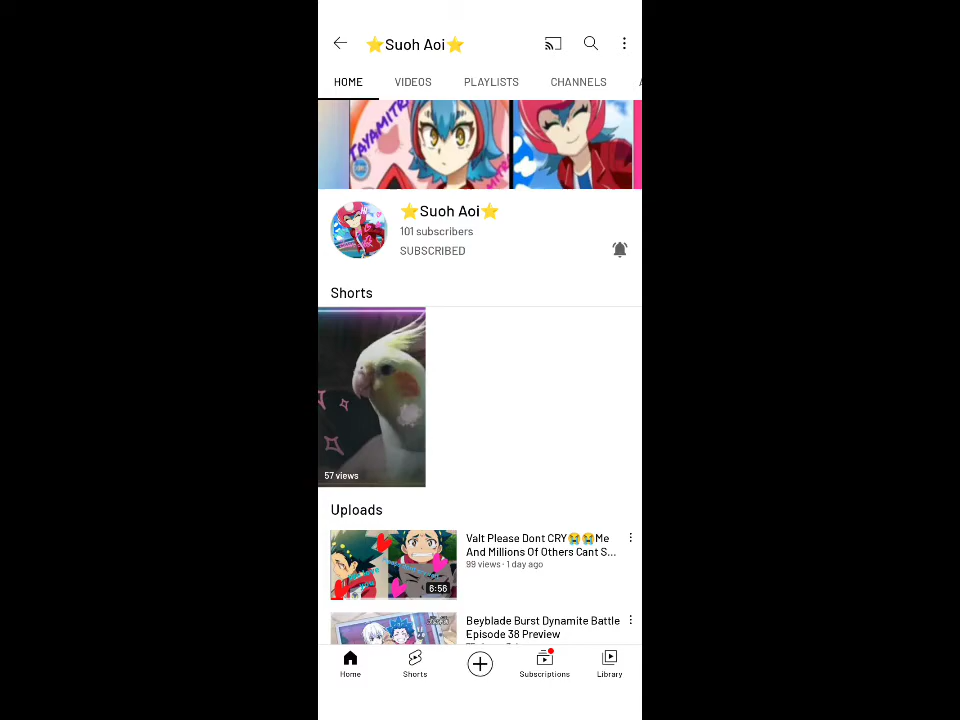 ⭐Suoh Aoi⭐
HOME VIDEOS PLAYLISTS CHANNELS
TAYAMITR
⭐Suoh Aoi⭐
101 subscribers
SUBSCRIBED
Shorts
57 views
Uploads
Valt Please Dont CRY😭😭Me
And Millions Of Others Cant S...
99 views · 1 day ago
6:56
Beyblade Burst Dynamite Battle
Episode 38 Preview
Home Shorts Subscriptions Library